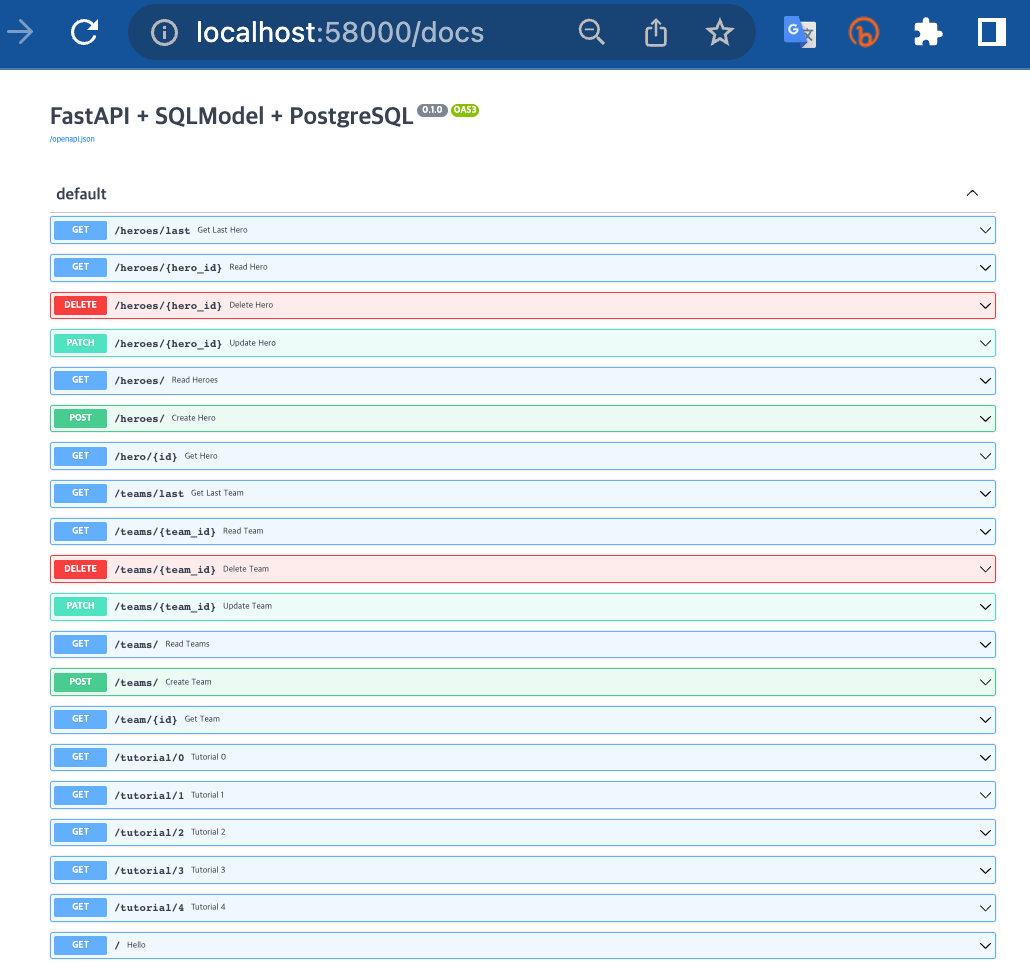 localhost:58000/docs
FastAPI + SQLModel + PostgreSQL 0.1.0 OAS3
/openapi.json
default
GET /heroes/last Get Last Hero
GET /heroes/{hero_id} Read Hero
DELETE /heroes/{hero_id} Delete Hero
PATCH /heroes/{hero_id} Update Hero
GET /heroes/ Read Heroes
POST /heroes/ Create Hero
GET /hero/{id} Get Hero
GET /teams/last Get Last Team
GET /teams/{team_id} Read Team
DELETE /teams/{team_id} Delete Team
PATCH /teams/{team_id} Update Team
GET /teams/ Read Teams
POST /teams/ Create Team
GET /team/{id} Get Team
GET /tutorial/0 Tutorial 0
GET /tutorial/1 Tutorial 1
GET /tutorial/2 Tutorial 2
GET /tutorial/3 Tutorial 3
GET /tutorial/4 Tutorial 4
GET / Hello